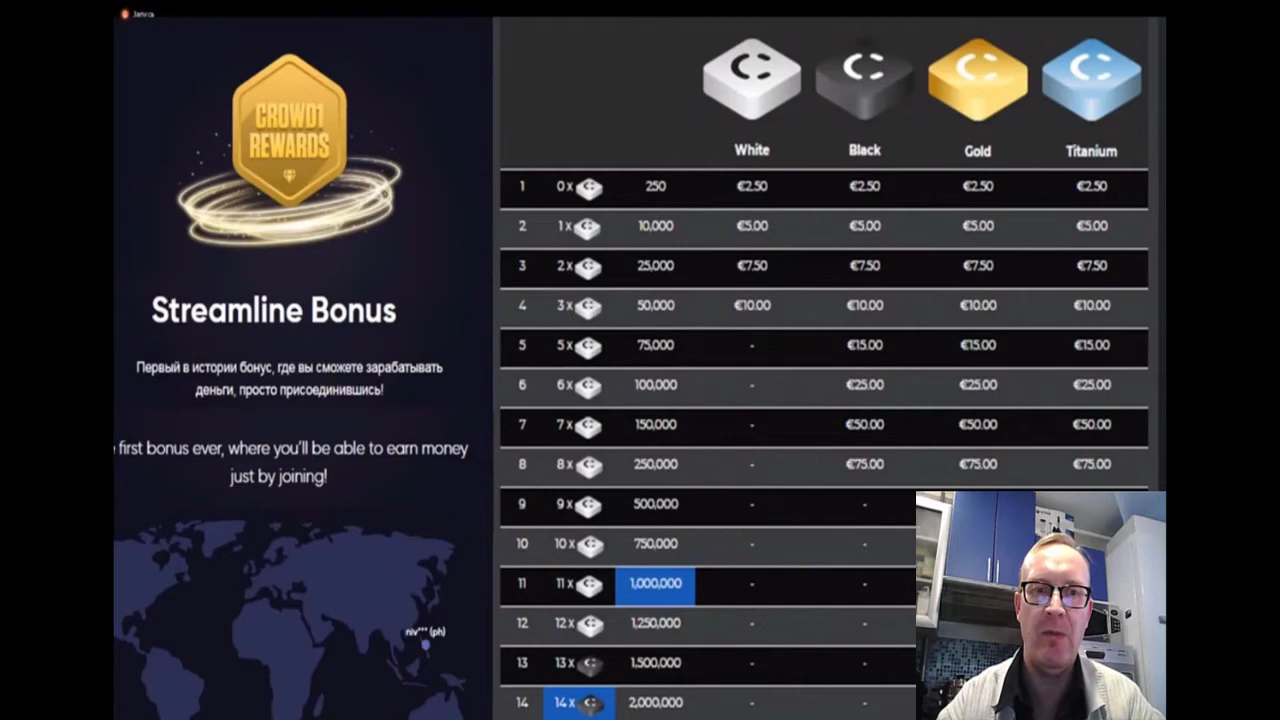 Jamra
CROWD1
REWARDS
Streamline Bonus
Первый в истории бонус, где вы сможете зарабатывать
деньги, просто присоединившись!
first bonus ever, where you'll be able to earn money
just by joining!
niv*** (ph)
White Black Gold Titanium
1 0 x 250 €2.50 €2.50 €2.50 €2.50
2 1 x 10,000 €5.00 €5.00 €5.00 €5.00
3 2 x 25,000 €7.50 €7.50 €7.50 €7.50
4 3 x 50,000 €10.00 €10.00 €10.00 €10.00
5 5 x 75,000 - €15.00 €15.00 €15.00
6 6 x 100,000 - €25.00 €25.00 €25.00
7 7 x 150,000 - €50.00 €50.00 €50.00
8 8 x 250,000 - €75.00 €75.00 €75.00
9 9 x 500,000 - -
10 10 x 750,000 - -
11 11 x 1,000,000 - -
12 12 x 1,250,000 - -
13 13 x 1,500,000 - -
14 14 x 2,000,000 - -